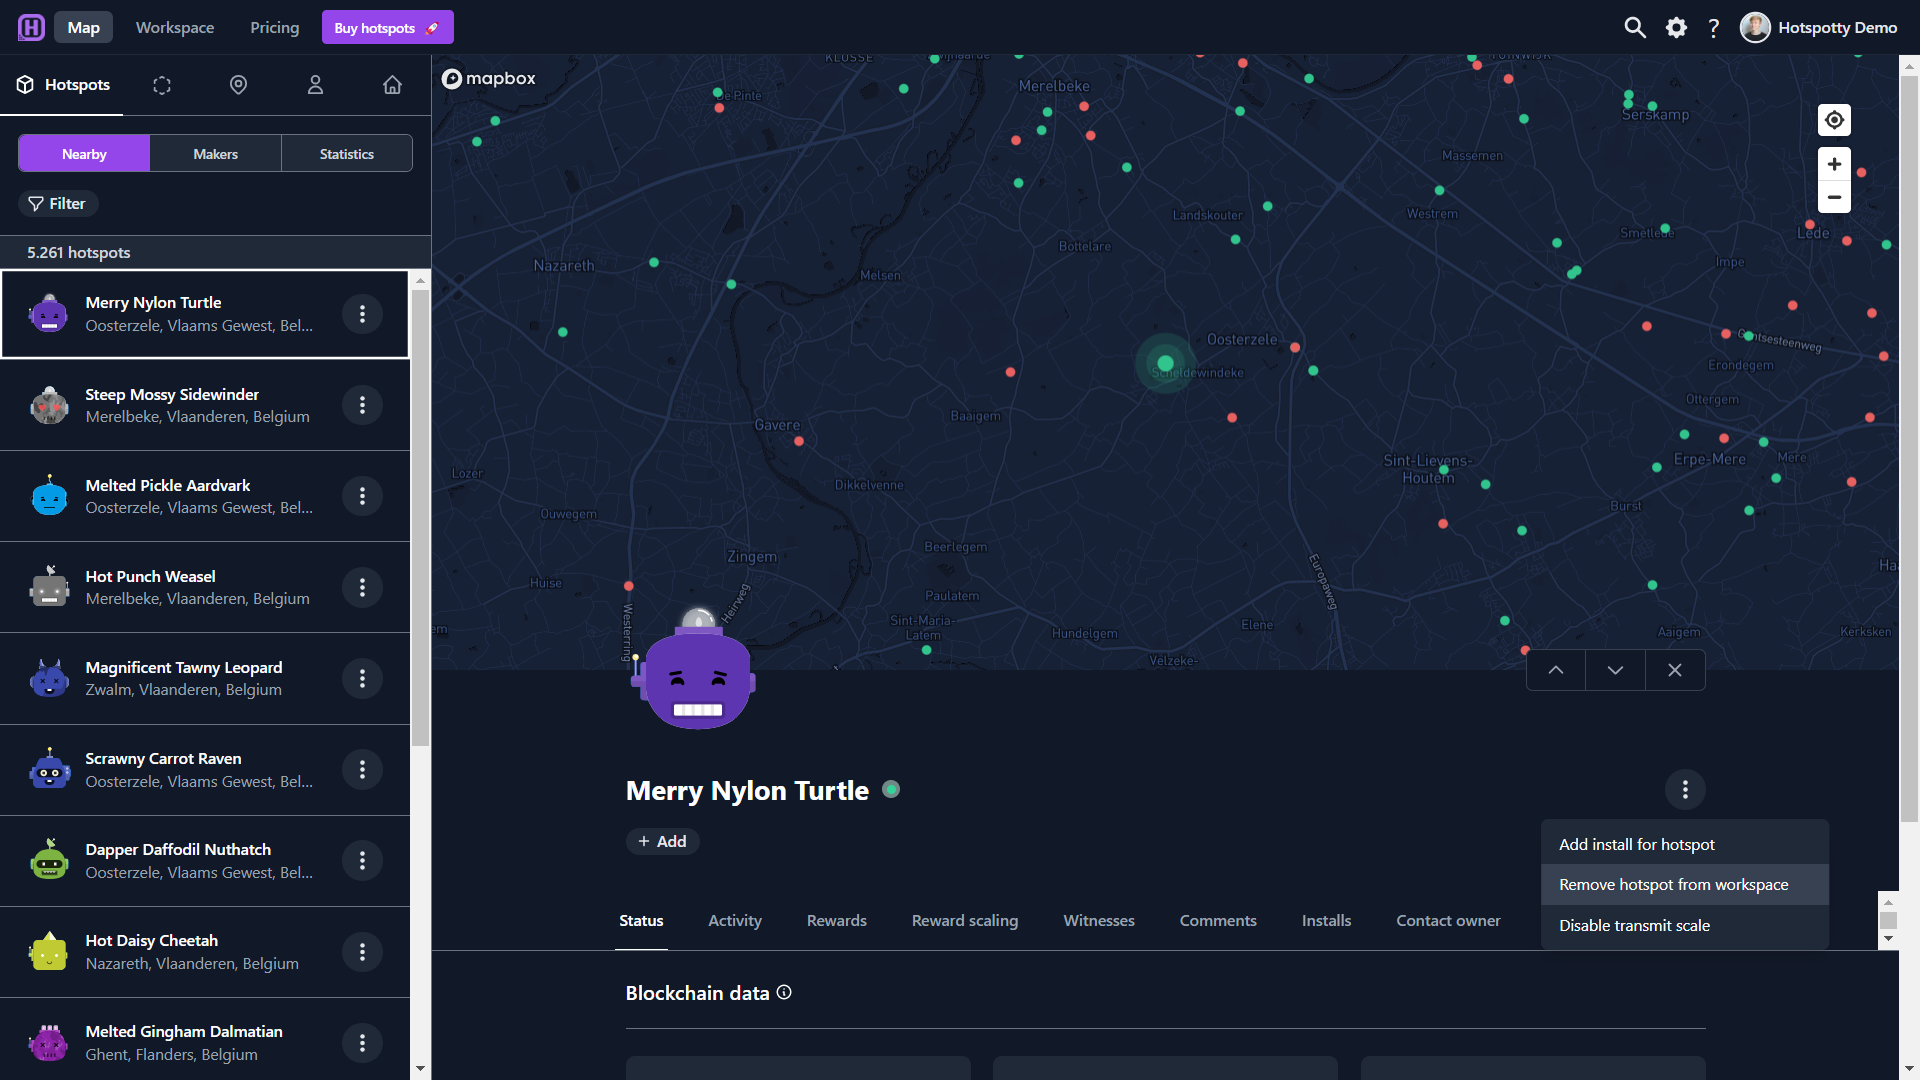 Map
Workspace
Pricing
Buy hotspots
Hotspotty Demo
Hotspots
Nearby
Makers
Statistics
Filter
5.261 hotspots
Merry Nylon Turtle
Oosterzele, Vlaams Gewest, Bel...
Steep Mossy Sidewinder
Merelbeke, Vlaanderen, Belgium
Melted Pickle Aardvark
Oosterzele, Vlaams Gewest, Bel...
Hot Punch Weasel
Merelbeke, Vlaanderen, Belgium
Magnificent Tawny Leopard
Zwalm, Vlaanderen, Belgium
Scrawny Carrot Raven
Oosterzele, Vlaams Gewest, Bel...
Dapper Daffodil Nuthatch
Oosterzele, Vlaams Gewest, Bel...
Hot Daisy Cheetah
Nazareth, Vlaanderen, Belgium
Melted Gingham Dalmatian
Ghent, Flanders, Belgium
mapbox
KLUSSE
De Pinte
Merelbeke
Serskamp
Massemen
Landskouter
Westrem
Bottelare
Smetlede
Lede
Nazareth
Melsen
Impe
Oosterzele
Gentsesteenweg
Scheldewindeke
Erondegem
Ottergem
Baaigem
Gavere
Lozer
Dikkelvenne
Sint-Lievens-
Houtem
Erpe-Mere
Mere
Ouwegem
Burst
Beerlegem
Zingem
Huise
Heirweg
Europaweg
Paulatem
Westerring
Sint-Maria-
Latem
Hundelgem
Elene
Aaigem
Kerksken
Velzeke-
Merry Nylon Turtle
+ Add
Add install for hotspot
Remove hotspot from workspace
Disable transmit scale
Status
Activity
Rewards
Reward scaling
Witnesses
Comments
Installs
Contact owner
Blockchain data